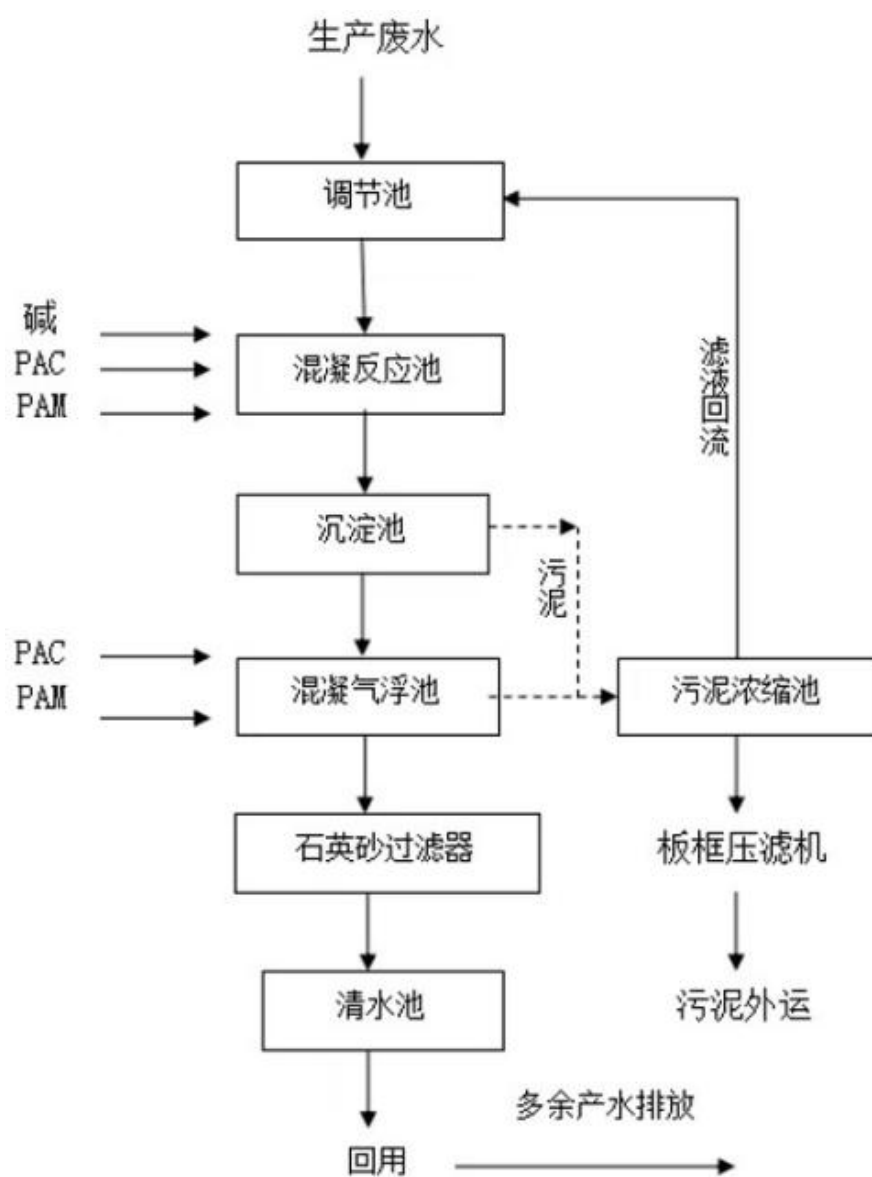 生产废水
调节池
碱
PAC
PAM
混凝反应池
滤液回流
沉淀池
污泥
PAC
PAM
混凝气浮池
污泥浓缩池
石英砂过滤器
板框压滤机
清水池
污泥外运
多余产水排放
回用